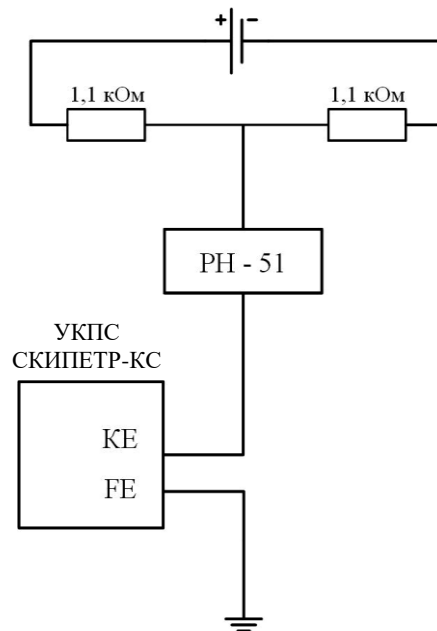 + −
1,1 кОм
1,1 кОм
РН - 51
УКПС
СКИПЕТР-КС
КЕ
FE